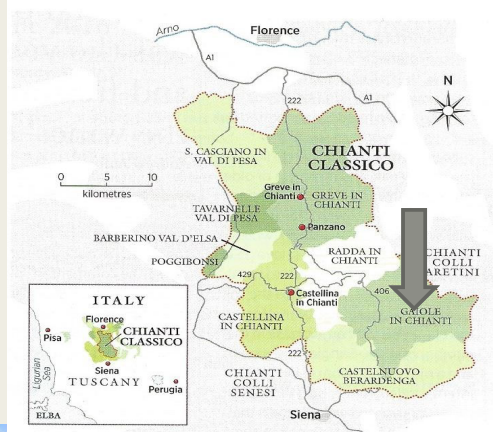 Arno
Florence
A1
A1
N
222
CHIANTI
CLASSICO
S. CASCIANO IN
VAL DI PESA
0 5 10
kilometres
Greve in
Chianti
GREVE IN
CHIANTI
TAVARNELLE
VAL DI PESA
Panzano
BARBERINO VAL D'ELSA
RADDA IN
CHIANTI
CHIANTI
COLLI
ARETINI
POGGIBONSI
429
222
406
Castellina
in Chianti
GAIOLE
IN CHIANTI
CASTELLINA
IN CHIANTI
222
CHIANTI
COLLI
SENESI
CASTELNUOVO
BERARDENGA
Siena
ITALY
Florence
Pisa
CHIANTI
CLASSICO
Siena
TUSCANY
Perugia
Ligurian
Sea
ELBA